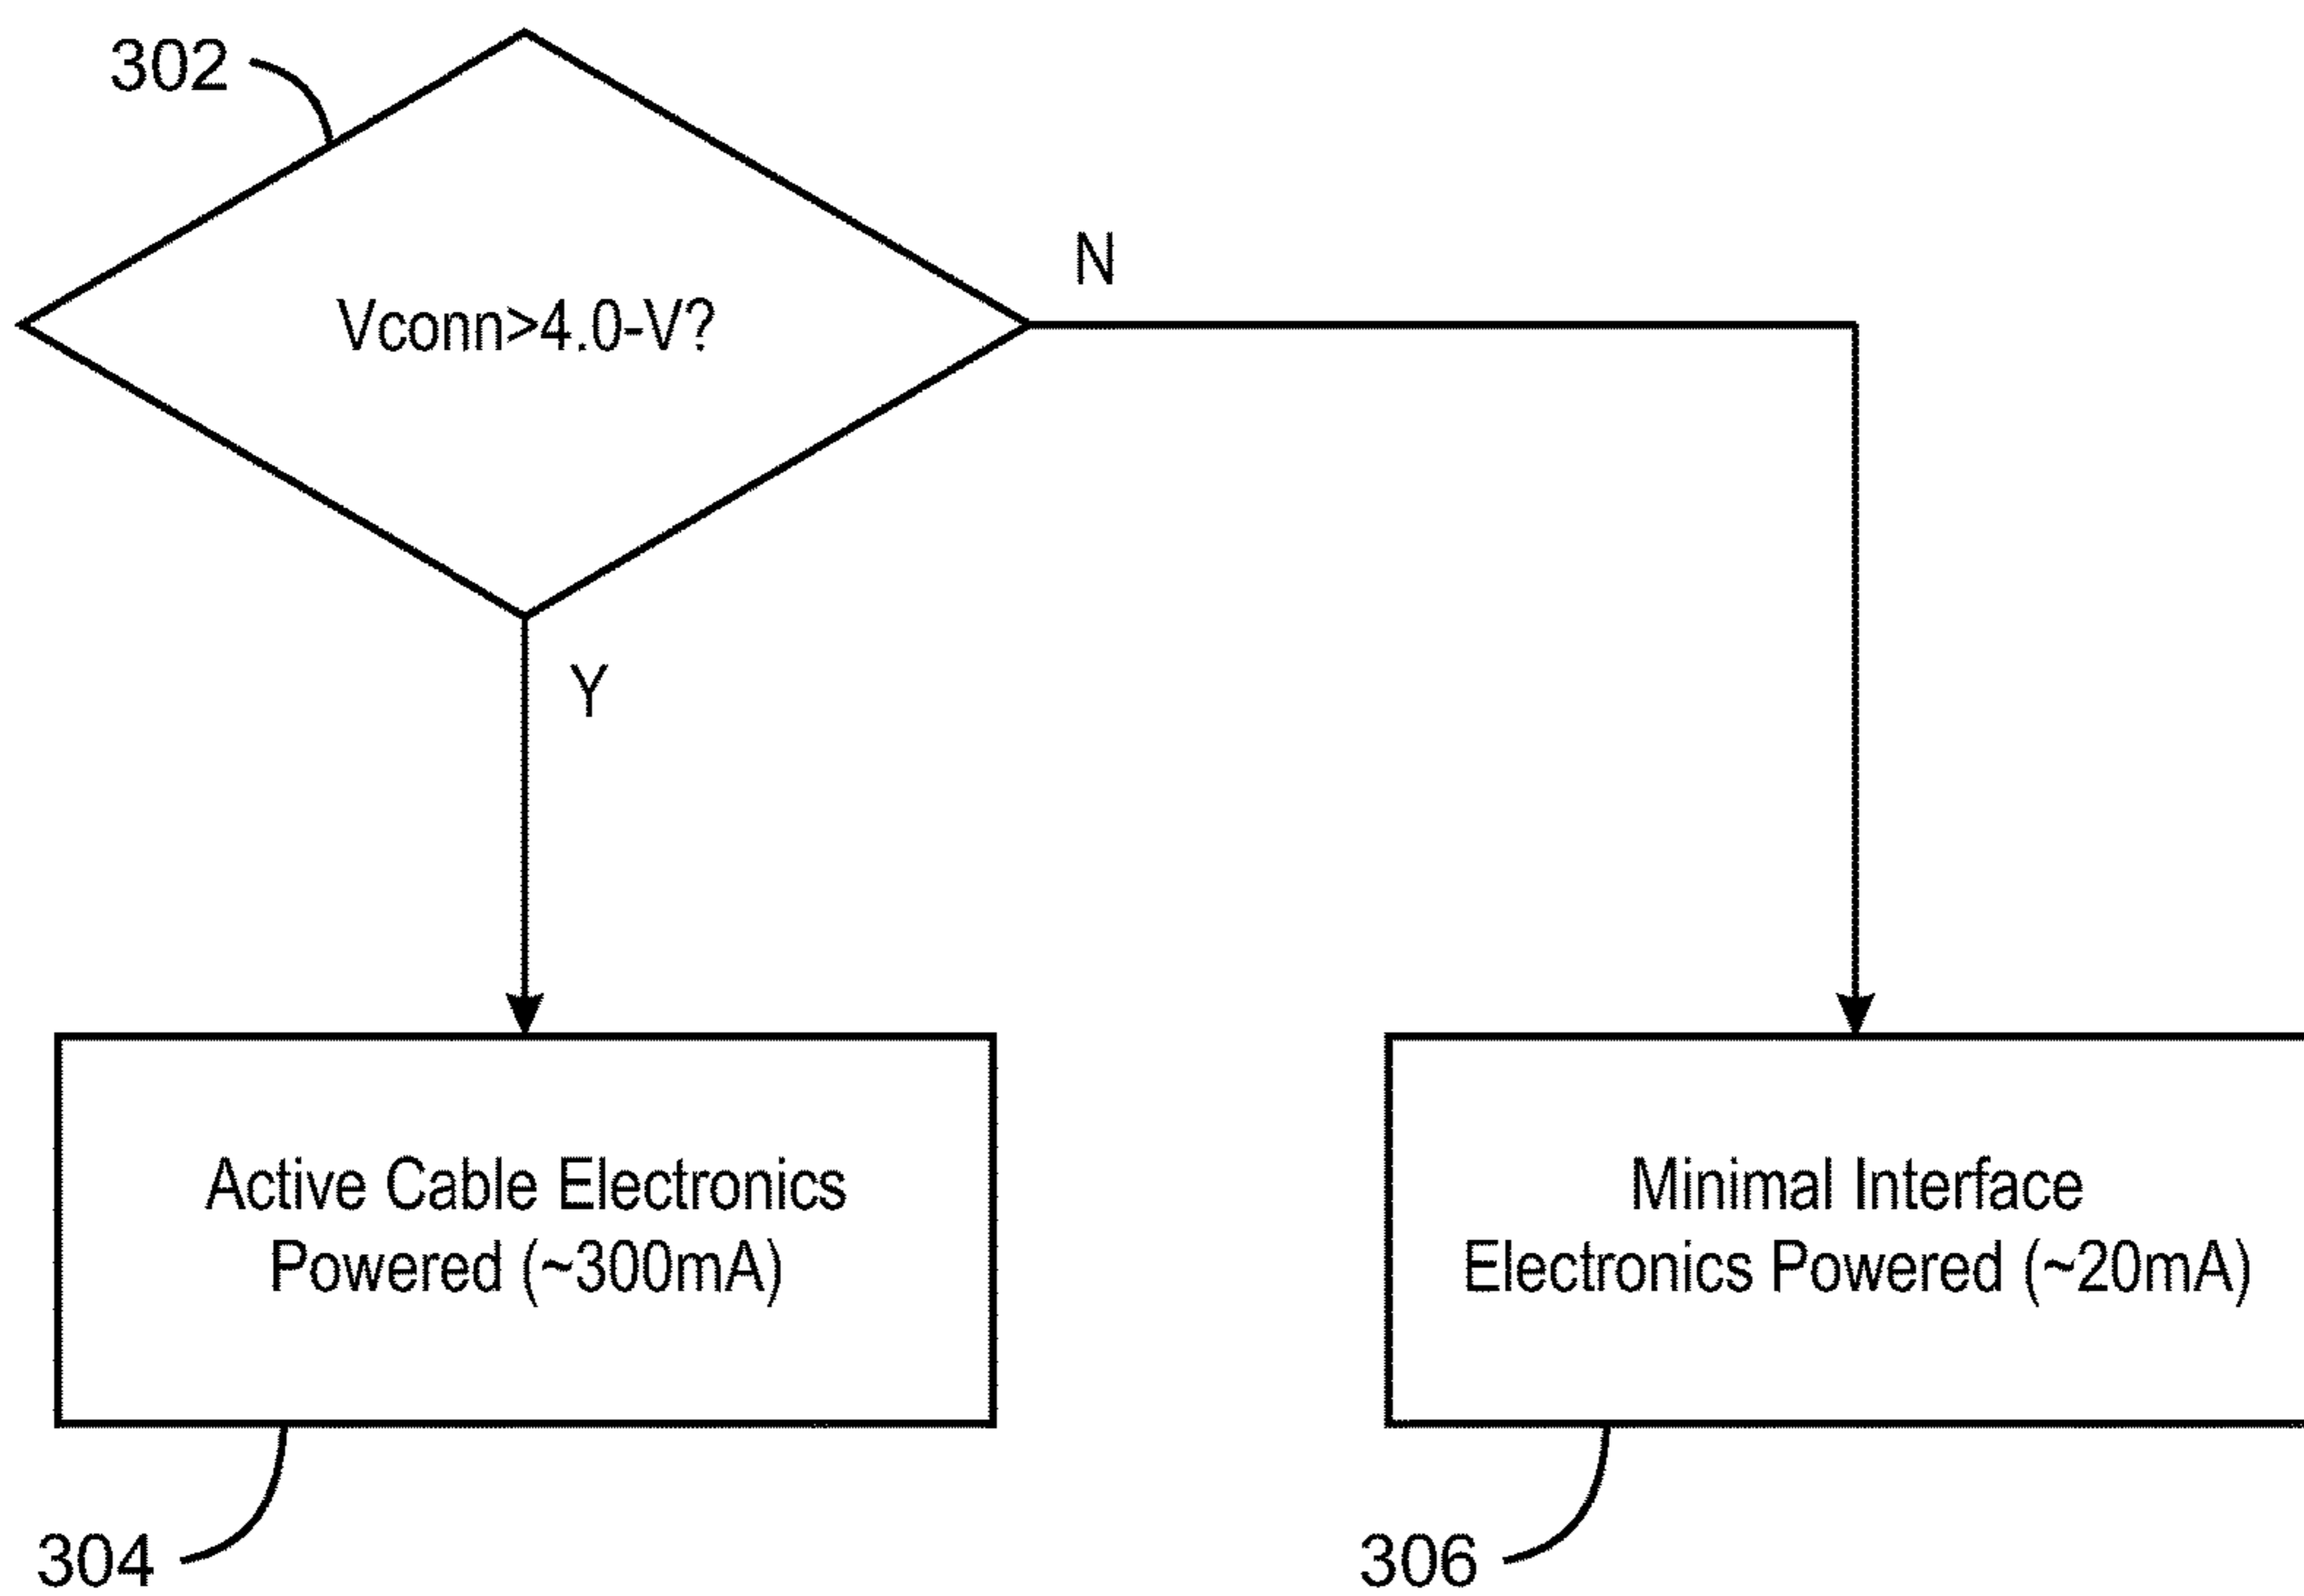 302
Vconn>4.0-V?
N
Y
Active Cable Electronics
Powered (~300mA)
Minimal Interface
Electronics Powered (~20mA)
304
306